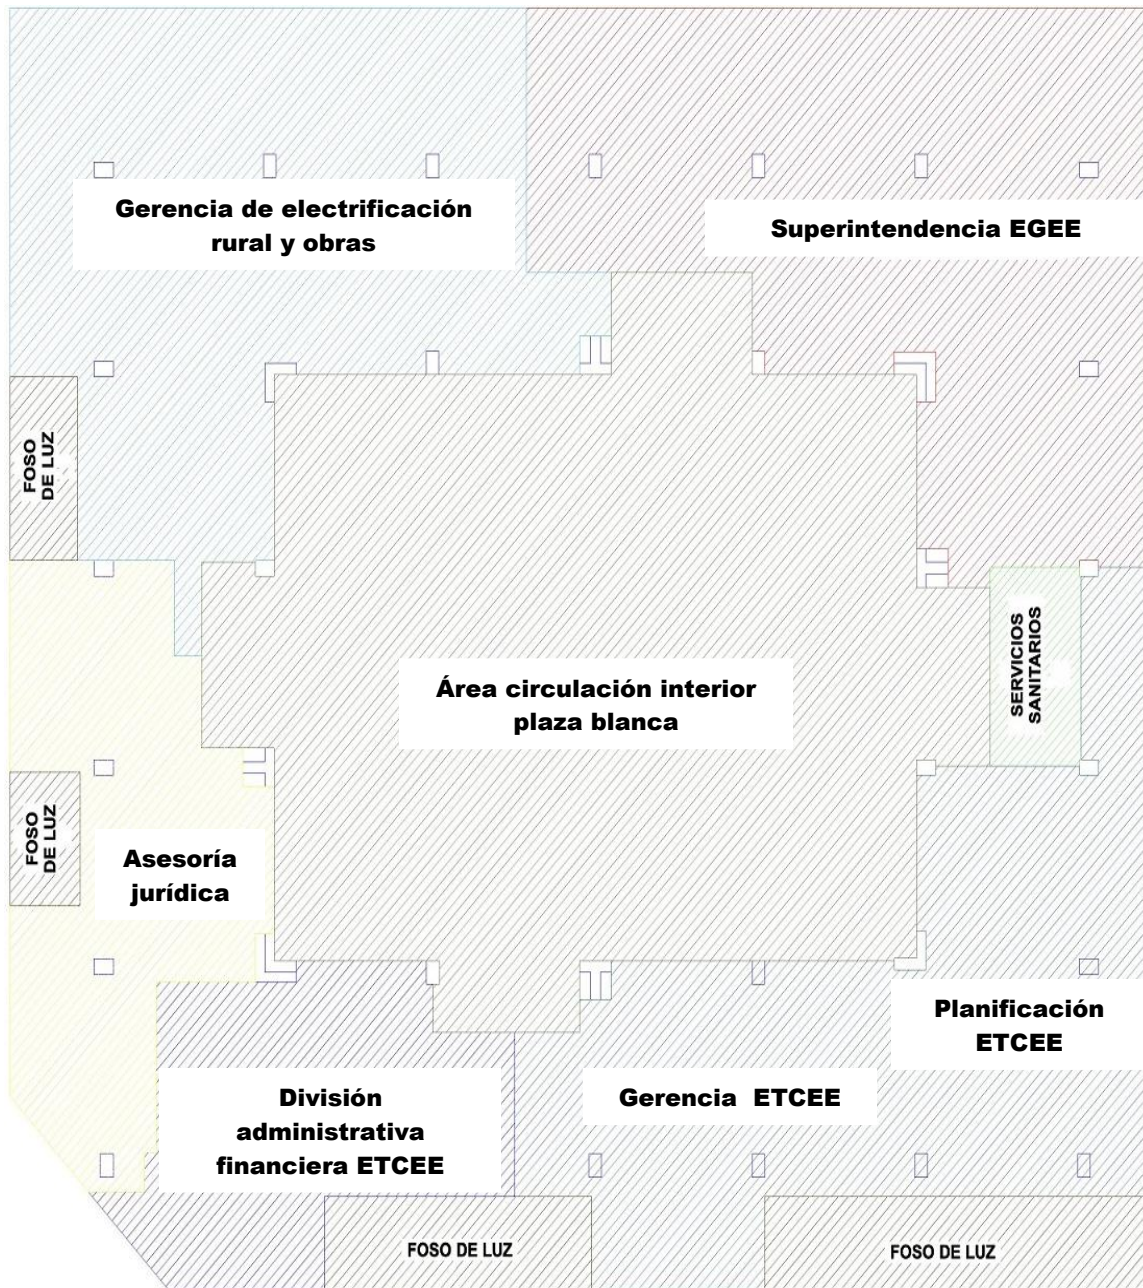 Gerencia de electrificación
rural y obras
Superintendencia EGEE
FOSO
DE LUZ
SERVICIOS
SANITARIOS
Área circulación interior
plaza blanca
FOSO
DE LUZ
Asesoría
jurídica
Planificación
ETCEE
División
administrativa
financiera ETCEE
Gerencia ETCEE
FOSO DE LUZ
FOSO DE LUZ